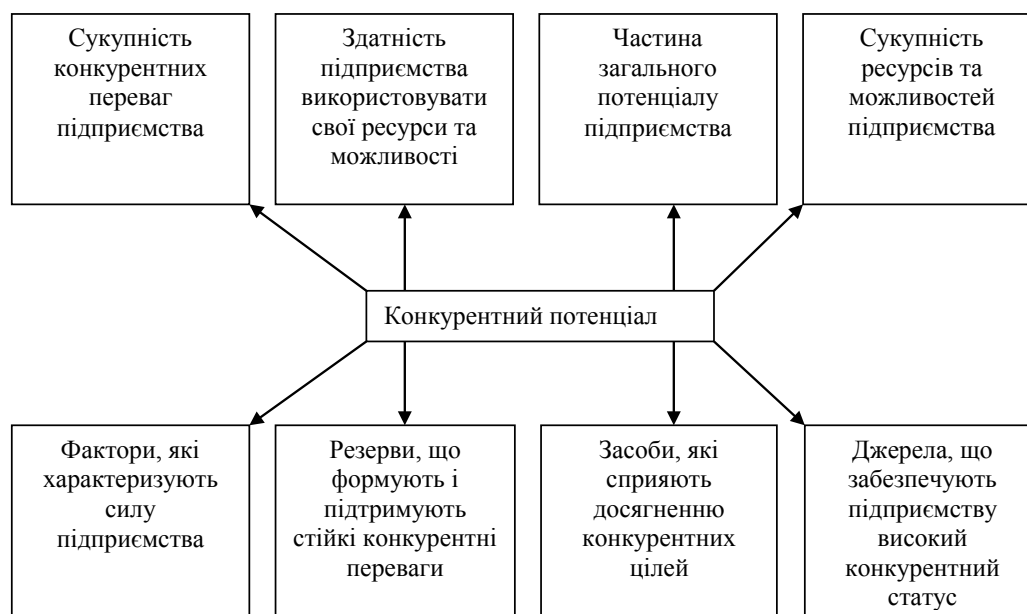 Сукупність
конкурентних
переваг
підприємства
Здатність
підприємства
використовувати
свої ресурси та
можливості
Частина
загального
потенціалу
підприємства
Сукупність
ресурсів та
можливостей
підприємства
Конкурентний потенціал
Фактори, які
характеризують
силу
підприємства
Резерви, що
формують і
підтримують
стійкі конкурентні
переваги
Засоби, які
сприяють
досягненню
конкурентних
цілей
Джерела, що
забезпечують
підприємству
високий
конкурентний
статус